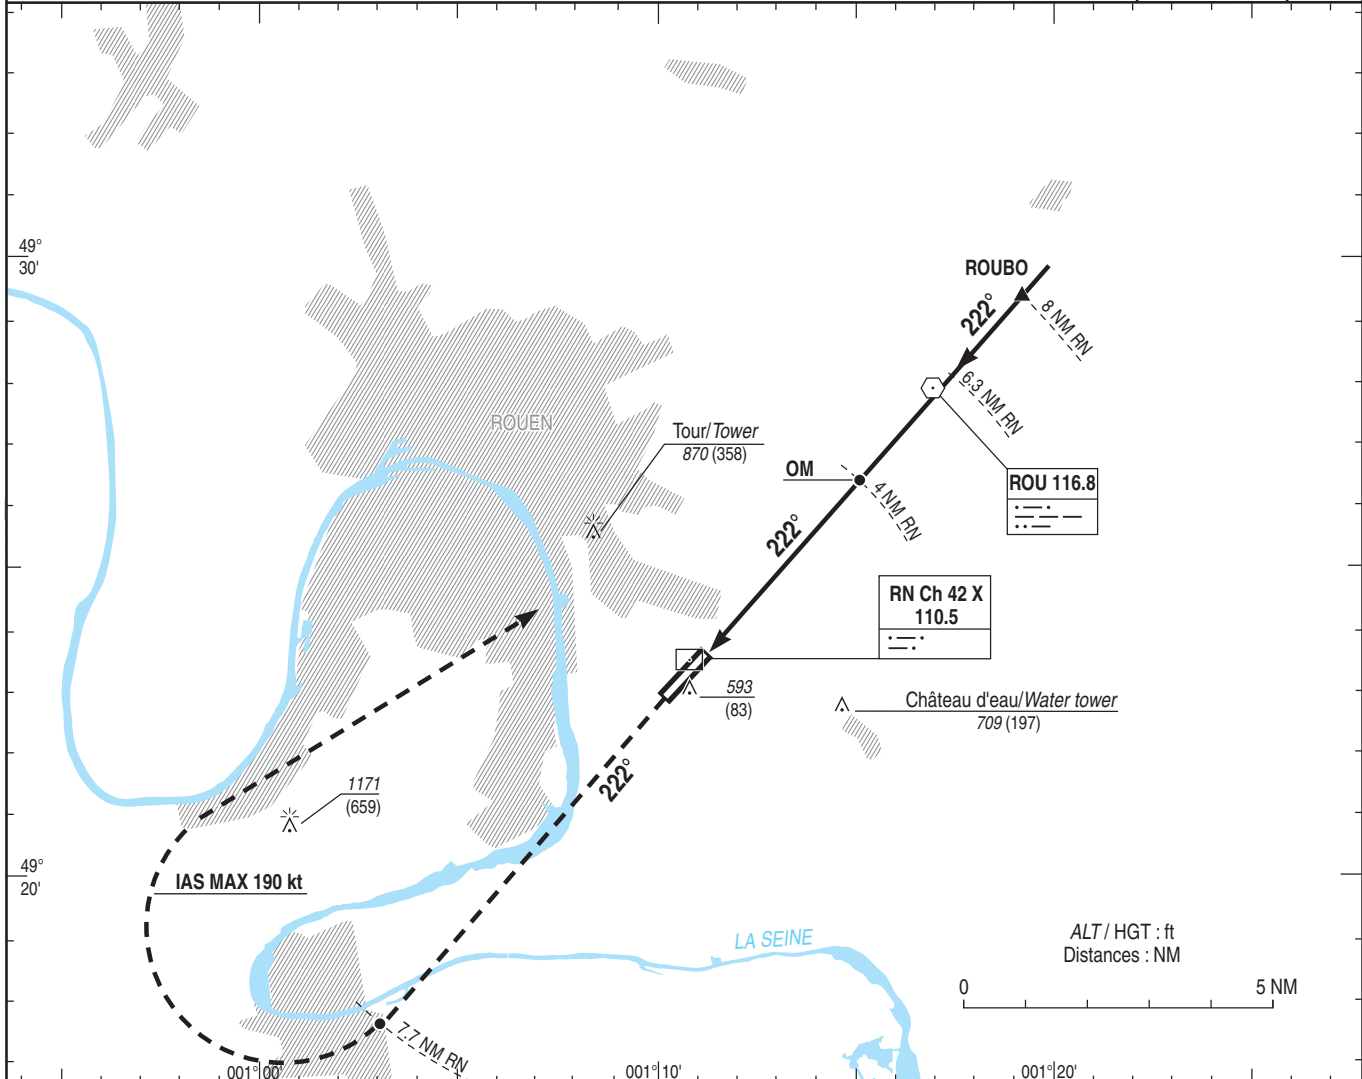 49°
30'
ROUBO
222°
8 NM RN
6.3 NM RN
ROUEN
Tour/Tower
870 (358)
OM
4 NM RN
ROU 116.8
222°
RN Ch 42 X
110.5
593
(83)
Château d'eau/Water tower
709 (197)
222°
1171
(659)
49°
20'
IAS MAX 190 kt
LA SEINE
ALT / HGT : ft
Distances : NM
0 5 NM
7.7 NM RN
001°00' 001°10' 001°20'